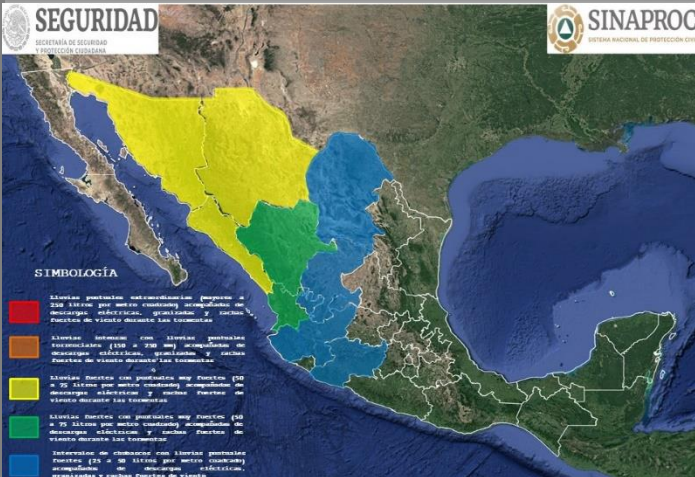 SEGURIDAD
SECRETARÍA DE SEGURIDAD
Y PROTECCIÓN CIUDADANA
SINAPROC
SISTEMA NACIONAL DE PROTECCIÓN CIVI
SIMBOLOGÍA
Lluvias puntuales extraordinarias (mayores a
250 litros por metro cuadrado) acompañadas de
descargas eléctricas, granizadas y rachas
fuertes de viento durante las tormentas
Lluvias intensas con lluvias puntuales
torrenciales (150 a 250 mm) acompañadas de
descargas eléctricas, granizadas y rachas
fuertes de viento durante las tormentas
Lluvias fuertes con puntuales muy fuertes (50
a 75 litros por metro cuadrado) acompañados de
descargas eléctricas y rachas fuertes de
viento durante las tormentas
Lluvias fuertes con puntuales muy fuertes (50
a 75 litros por metro cuadrado) acompañados de
descargas eléctricas y rachas fuertes de
viento durante las tormentas
Intervalos de chubascos con lluvias puntuales
fuertes (25 a 50 litros por metro cuadrado)
acompañados de descargas eléctricas,
granizadas y rachas fuertes de viento